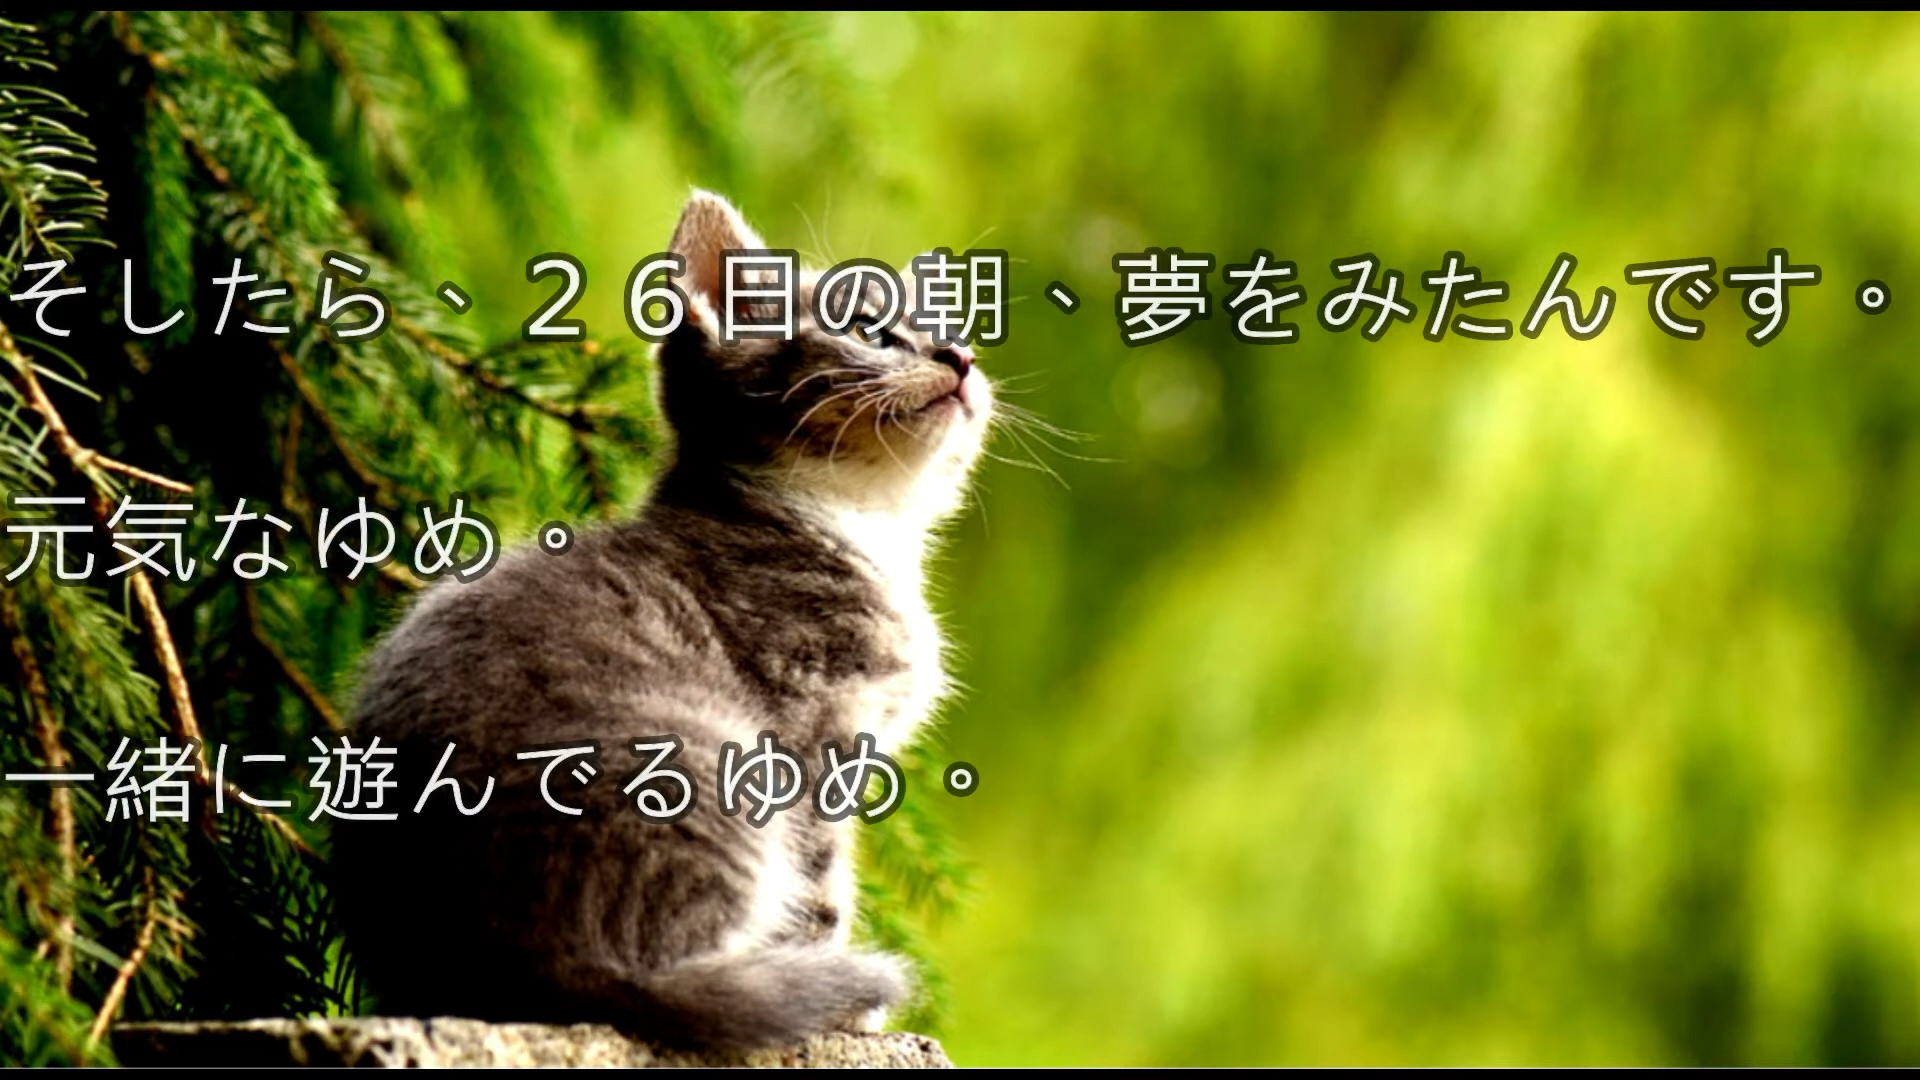 そしたら、２６日の朝、夢をみたんです。
元気なゆめ。
一緒に遊んでるゆめ。